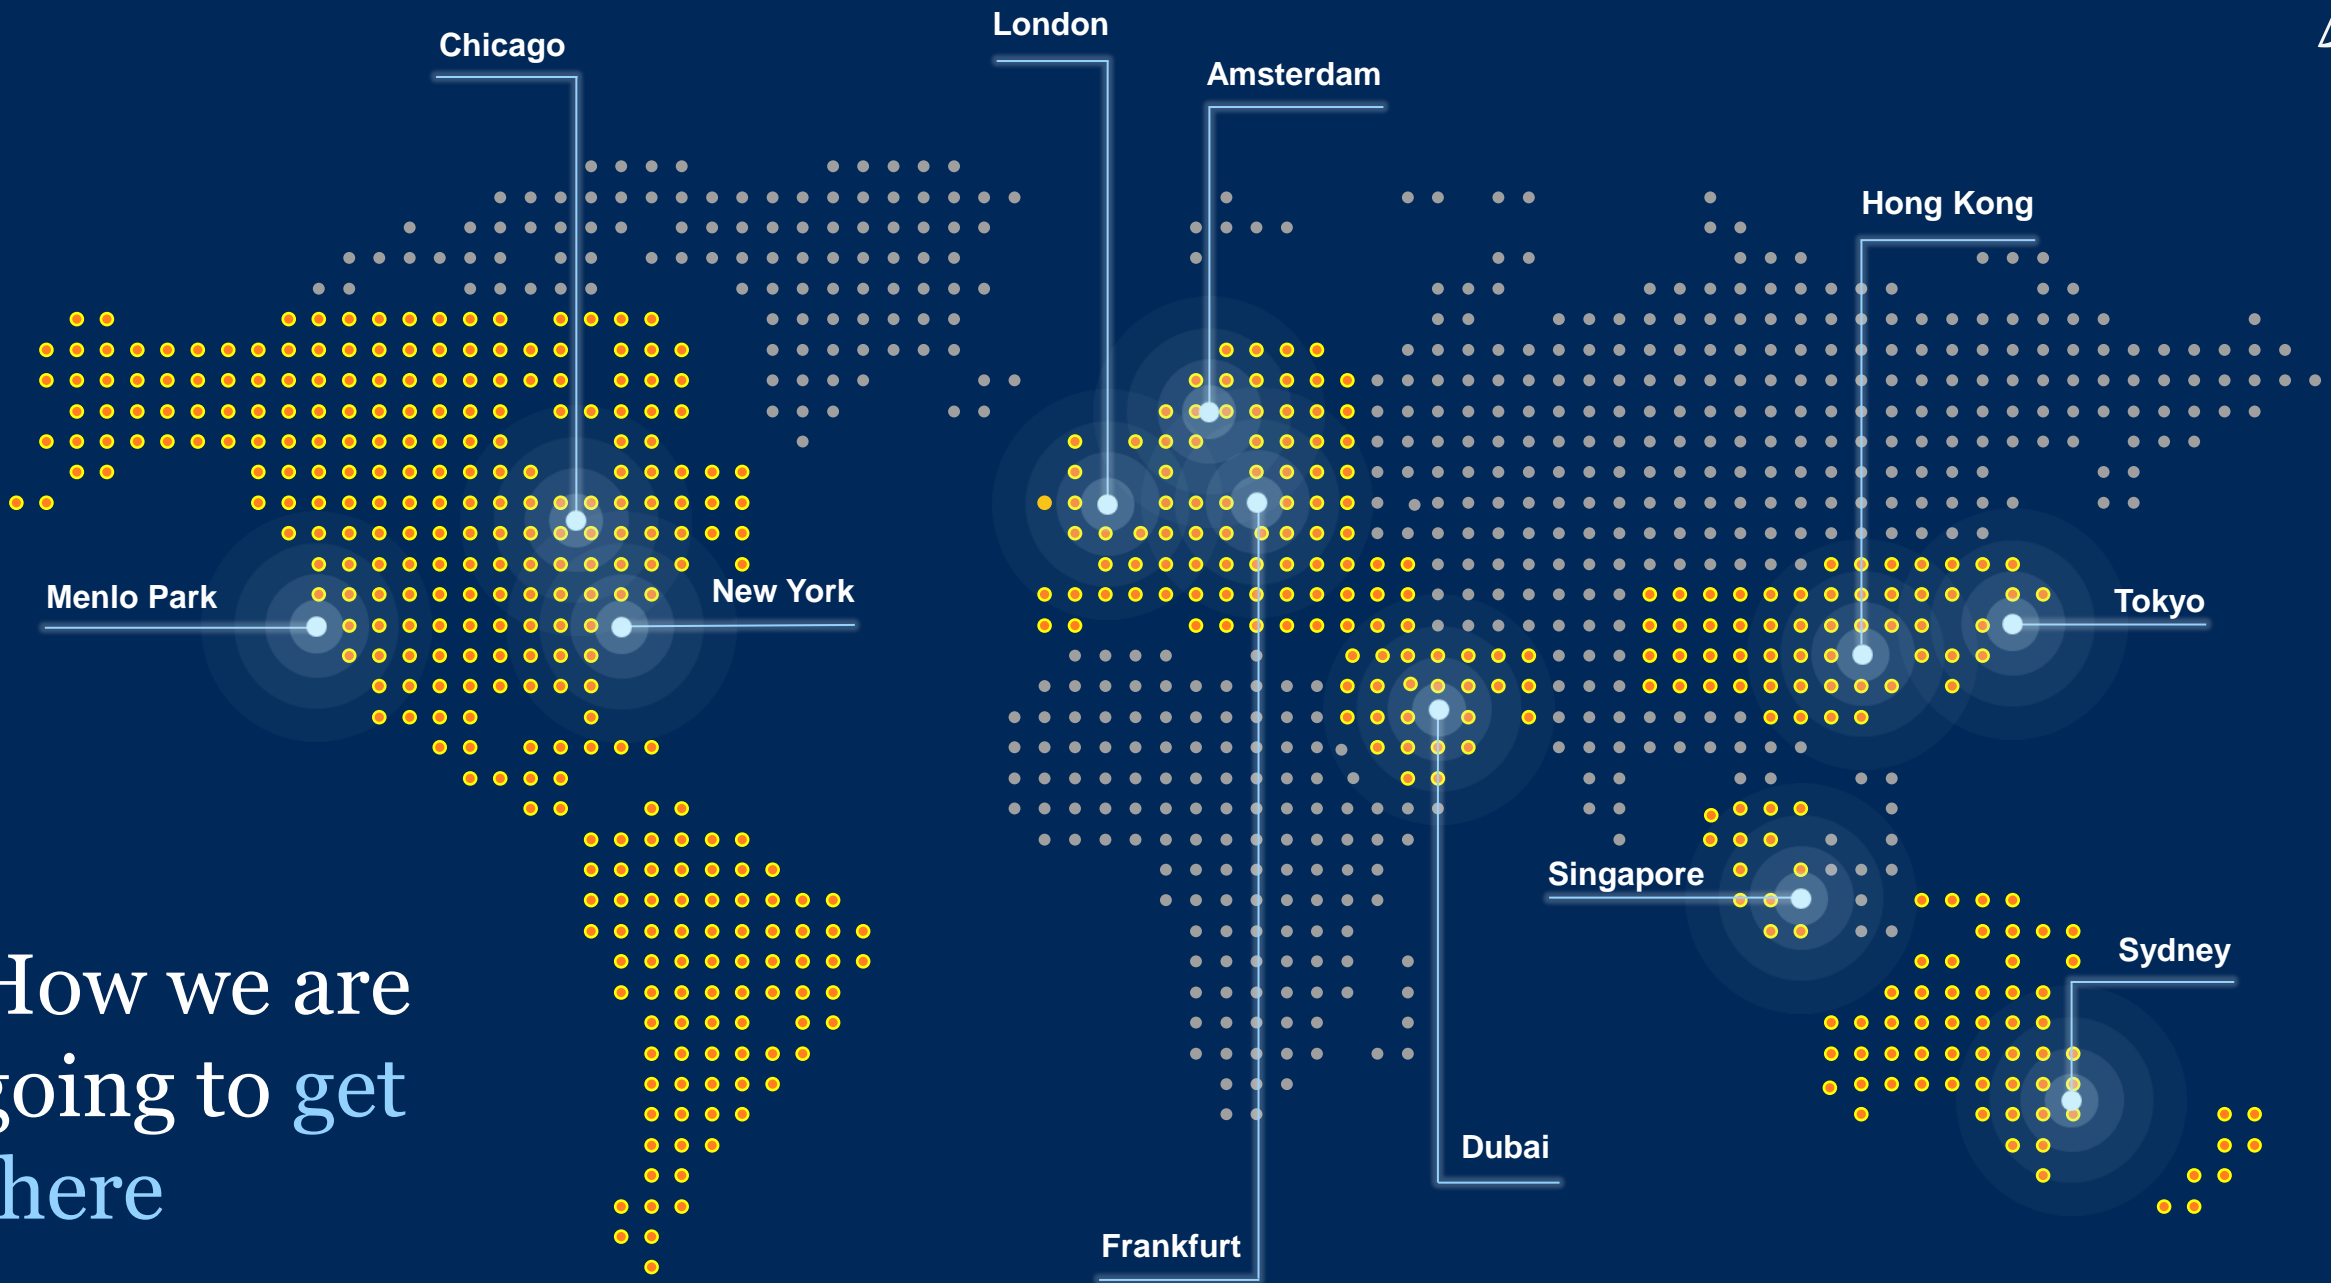 London
Chicago
Amsterdam
Hong Kong
Menlo Park
New York
Tokyo
Singapore
Sydney
How we are
going to get
here
Dubai
Frankfurt